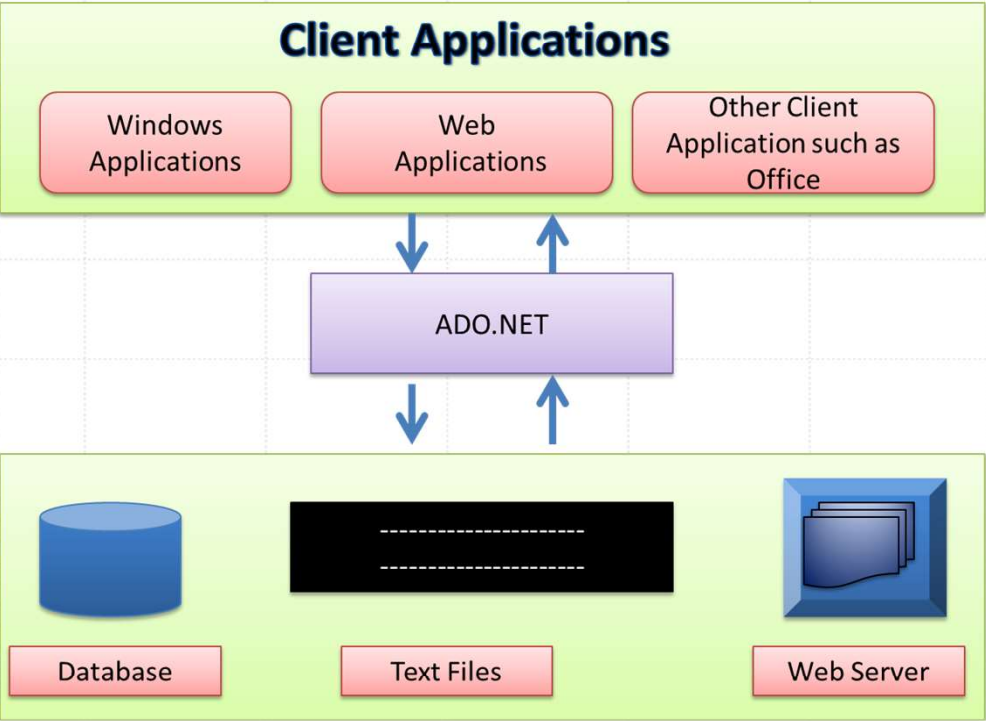 Client Applications
Windows
Applications
Web
Applications
Other Client
Application such as
Office
ADO.NET
----------------------
----------------------
Database
Text Files
Web Server